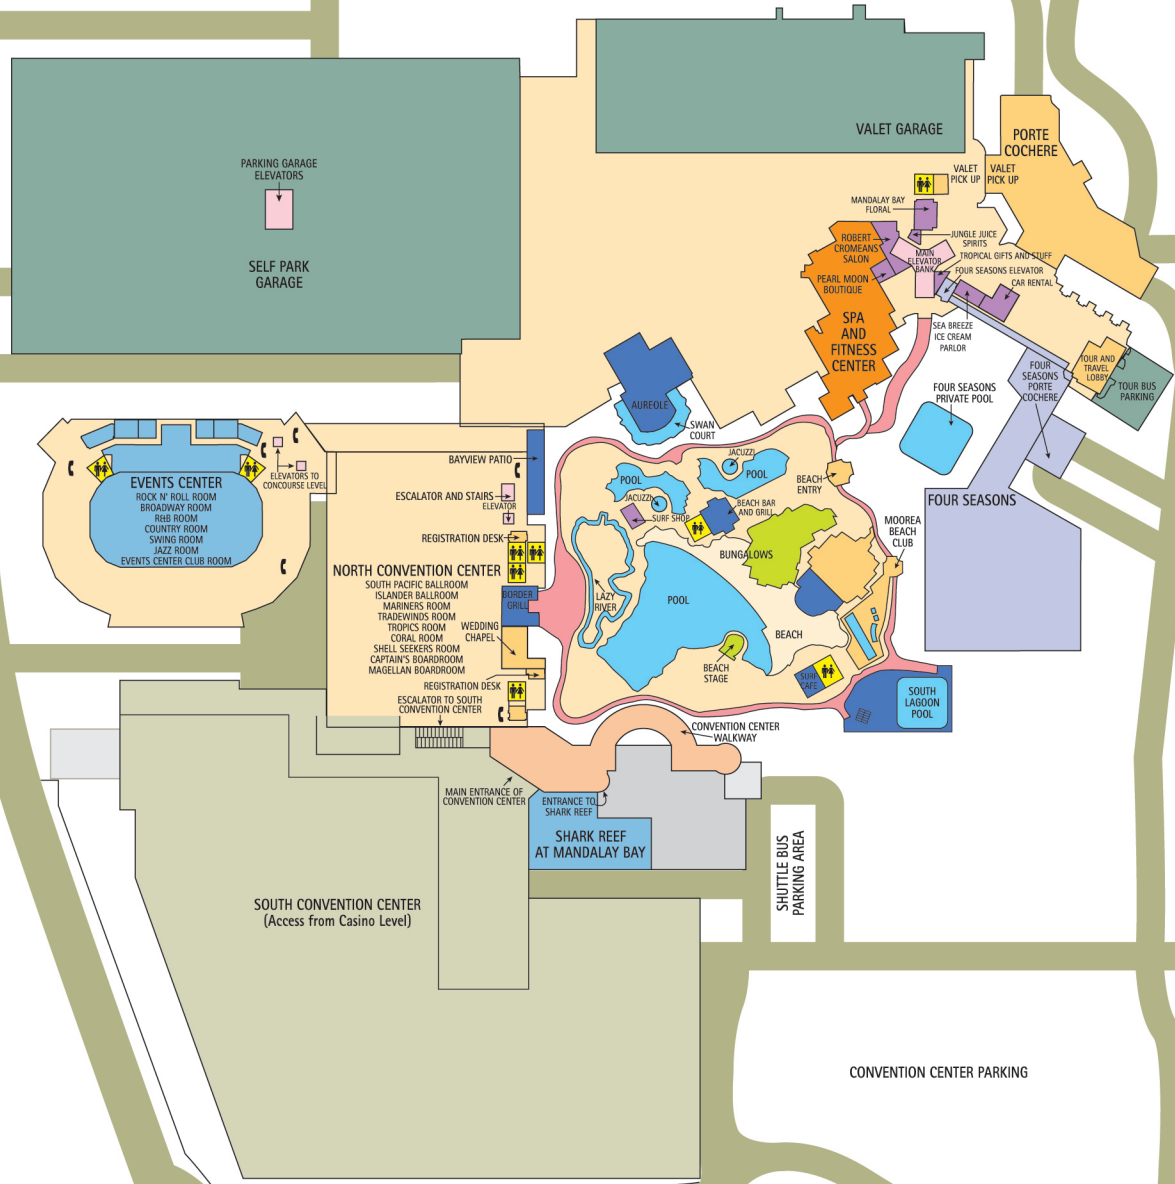 VALET GARAGE
PORTE
COCHERE
PARKING GARAGE
ELEVATORS
VALET
PICK UP
VALET
PICK UP
MANDALAY BAY
FLORAL
JUNGLE JUICE
SPIRITS
ROBERT
CROMEANS
SALON
MAIN
ELEVATOR
BANK
TROPICAL GIFTS AND STUFF
FOUR SEASONS ELEVATOR
CAR RENTAL
SELF PARK
GARAGE
PEARL MOON
BOUTIQUE
SPA
AND
FITNESS
CENTER
SEA BREEZE
ICE CREAM
PARLOR
FOUR
SEASONS
PORTE
COCHERE
TOUR AND
TRAVEL
LOBBY
TOUR BUS
PARKING
FOUR SEASONS
PRIVATE POOL
AUREOLE
SWAN
COURT
BAYVIEW PATIO
JACUZZI
POOL
POOL
JACUZZI
BEACH
ENTRY
ELEVATORS TO
CONCOURSE LEVEL
EVENTS CENTER
ROCK N' ROLL ROOM
BROADWAY ROOM
R&B ROOM
COUNTRY ROOM
SWING ROOM
JAZZ ROOM
EVENTS CENTER CLUB ROOM
ESCALATOR AND STAIRS
ELEVATOR
SURF SHOP
BEACH BAR
AND GRILL
FOUR SEASONS
MOOREA
BEACH
CLUB
REGISTRATION DESK
BUNGALOWS
NORTH CONVENTION CENTER
SOUTH PACIFIC BALLROOM
ISLANDER BALLROOM
MARINERS ROOM
TRADEWINDS ROOM
TROPICS ROOM
CORAL ROOM
SHELL SEEKERS ROOM
CAPTAIN'S BOARDROOM
MAGELLAN BOARDROOM
BORDER
GRILL
LAZY
RIVER
POOL
WEDDING
CHAPEL
BEACH
BEACH
STAGE
SURF
CAFE
REGISTRATION DESK
ESCALATOR TO SOUTH
CONVENTION CENTER
SOUTH
LAGOON
POOL
CONVENTION CENTER
WALKWAY
MAIN ENTRANCE OF
CONVENTION CENTER
ENTRANCE TO
SHARK REEF
SHARK REEF
AT MANDALAY BAY
SHUTTLE BUS
PARKING AREA
SOUTH CONVENTION CENTER
(Access from Casino Level)
CONVENTION CENTER PARKING